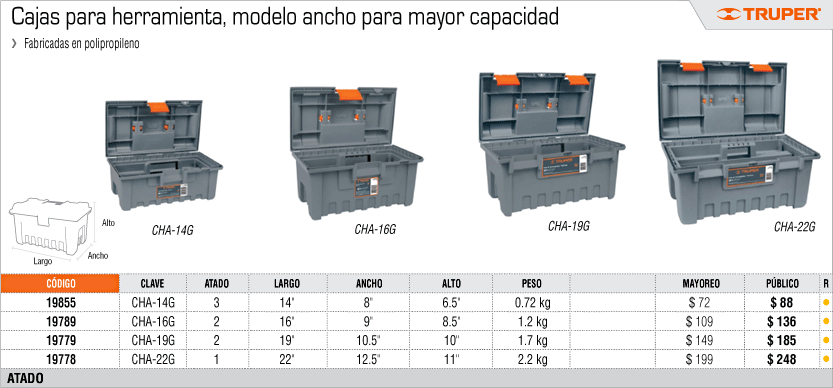 Cajas para herramienta, modelo ancho para mayor capacidad
TRUPER®
Fabricadas en polipropileno
TRUPER
CHA-14G
CHA-16G
CHA-19G
CHA-22G
Alto
Ancho
Largo
CÓDIGO CLAVE ATADO LARGO ANCHO ALTO PESO MAYOREO PÚBLICO R
19855 CHA-14G 3 14" 8" 6.5" 0.72 kg $ 72 $ 88
19789 CHA-16G 2 16" 9" 8.5" 1.2 kg $ 109 $ 136
19779 CHA-19G 2 19" 10.5" 10" 1.7 kg $ 149 $ 185
19778 CHA-22G 1 22" 12.5" 11" 2.2 kg $ 199 $ 248
ATADO